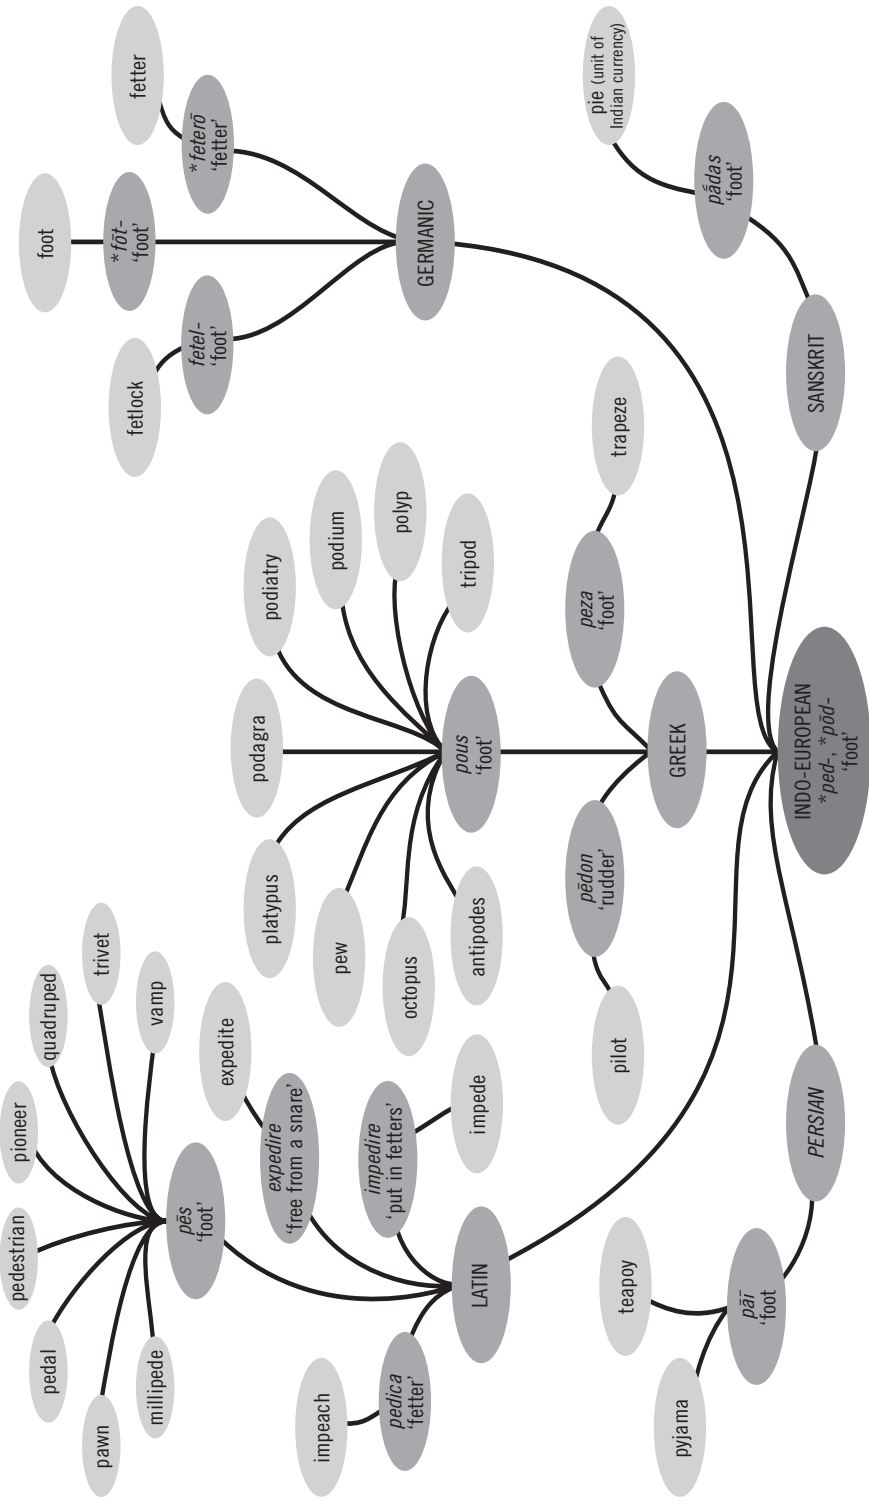 pedestrian
pioneer
pedal
quadruped
pawn
trivet
millipede
vamp
pēs
‘foot’
expedite
expedire
‘free from a snare’
impeach
pedica
‘fetter’
impedire
‘put in fetters’
impede
LATIN
platypus
podagra
podiatry
pew
podium
octopus
polyp
antipodes
tripod
pous
‘foot’
pēdon
‘rudder’
peza
‘foot’
pilot
trapeze
GREEK
foot
fetlock
fetter
*fōt-
‘foot’
fetel-
‘foot’
*feterō
‘fetter’
GERMANIC
teapoy
pyjama
pāī
‘foot
PERSIAN
pie (unit of
Indian currency)
pā́das
‘foot’
SANSKRIT
INDO-EUROPEAN
*ped-, *pōd-
‘foot’